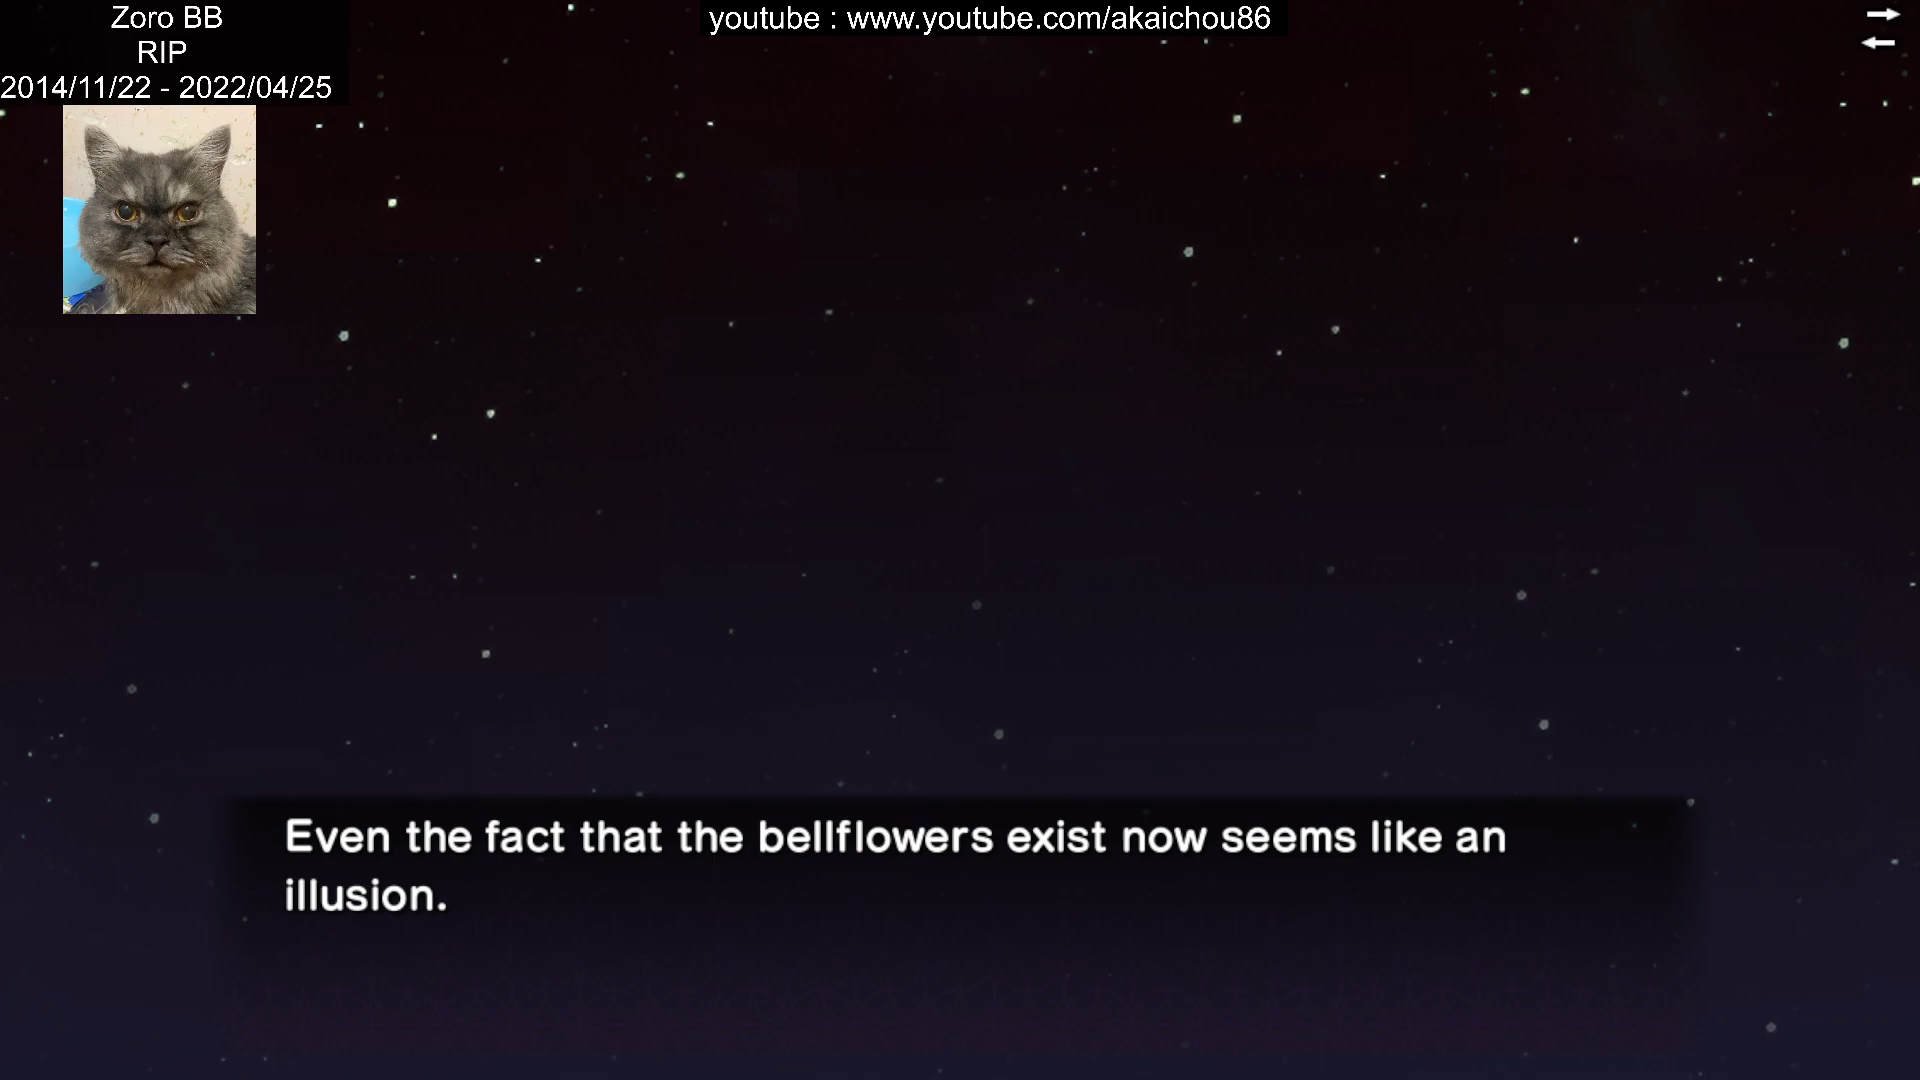 Zoro BB
RIP
2014/11/22 - 2022/04/25
youtube : www.youtube.com/akaichou86
Even the fact that the bellflowers exist now seems like an
illusion.